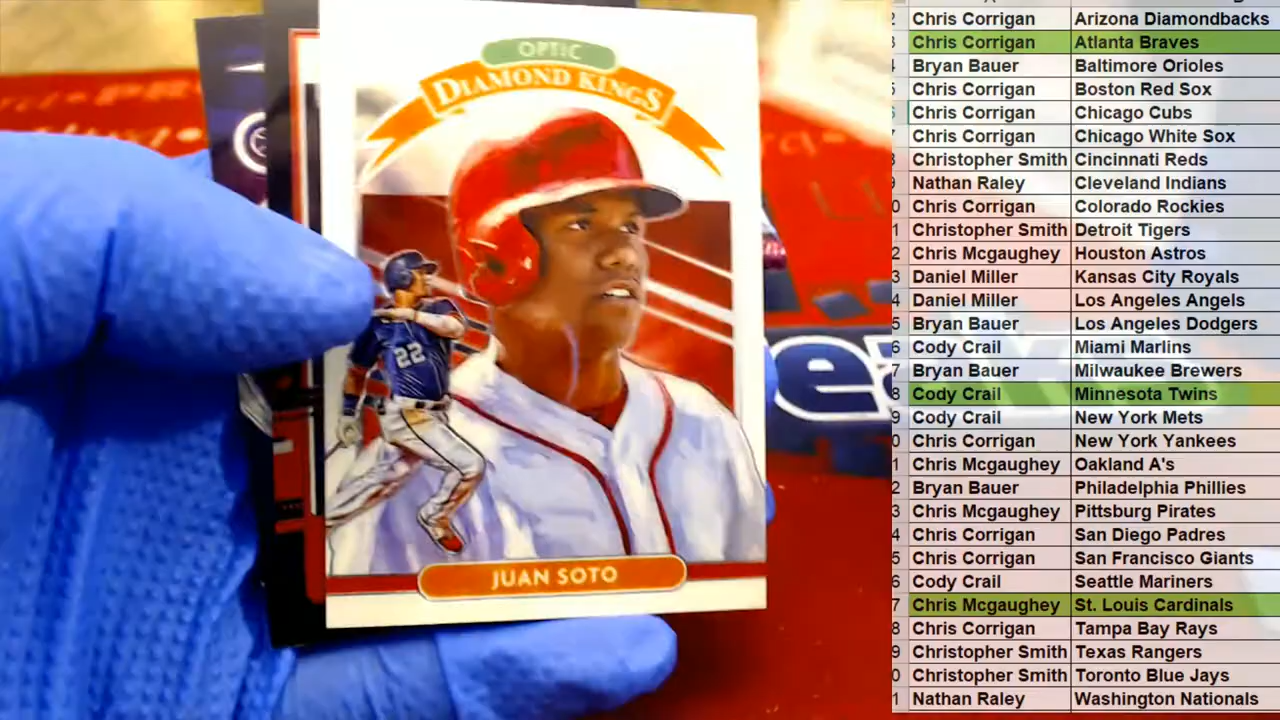 OPTIC
DIAMOND KINGS
22
JUAN SOTO
Chris Corrigan Arizona Diamondbacks
Chris Corrigan Atlanta Braves
Bryan Bauer Baltimore Orioles
Chris Corrigan Boston Red Sox
Chris Corrigan Chicago Cubs
Chris Corrigan Chicago White Sox
Christopher Smith Cincinnati Reds
Nathan Raley Cleveland Indians
Chris Corrigan Colorado Rockies
Christopher Smith Detroit Tigers
Chris Mcgaughey Houston Astros
Daniel Miller Kansas City Royals
Daniel Miller Los Angeles Angels
Bryan Bauer Los Angeles Dodgers
Cody Crail Miami Marlins
Bryan Bauer Milwaukee Brewers
Cody Crail Minnesota Twins
Cody Crail New York Mets
Chris Corrigan New York Yankees
Chris Mcgaughey Oakland A's
Bryan Bauer Philadelphia Phillies
Chris Mcgaughey Pittsburg Pirates
Chris Corrigan San Diego Padres
Chris Corrigan San Francisco Giants
Cody Crail Seattle Mariners
Chris Mcgaughey St. Louis Cardinals
Chris Corrigan Tampa Bay Rays
Christopher Smith Texas Rangers
Christopher Smith Toronto Blue Jays
Nathan Raley Washington Nationals